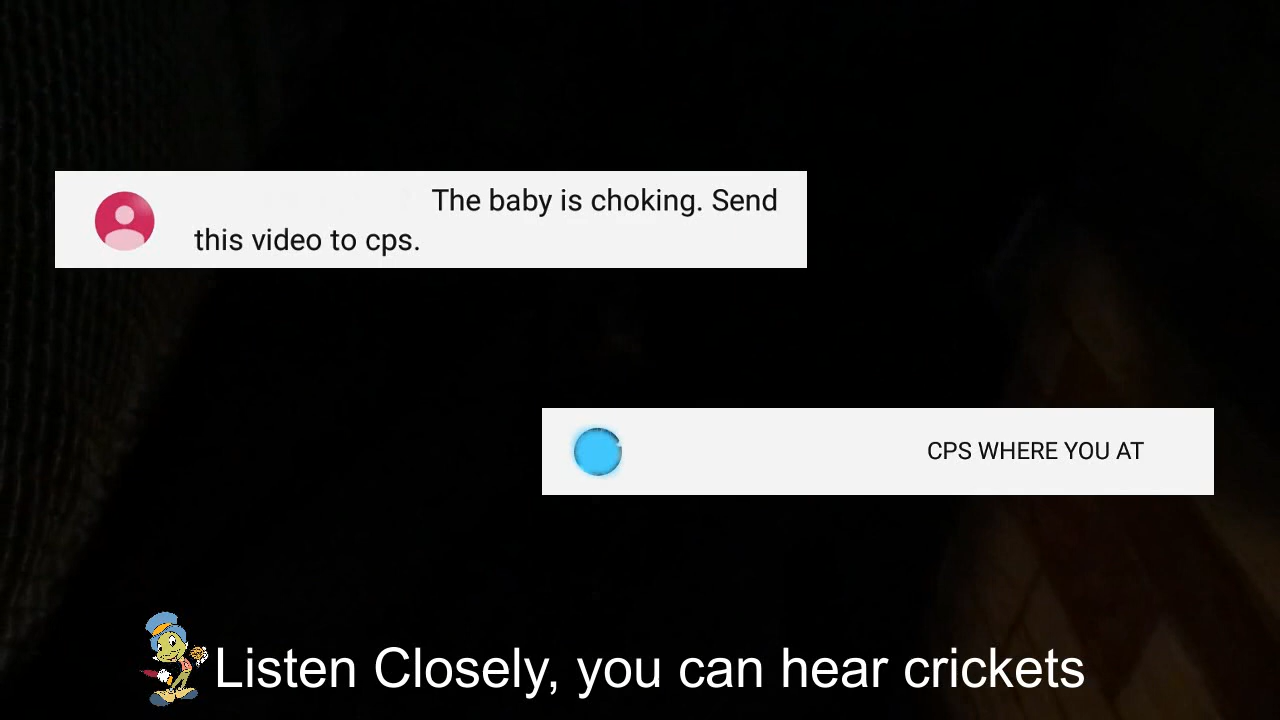 The baby is choking. Send
this video to cps.
CPS WHERE YOU AT
Listen Closely, you can hear crickets